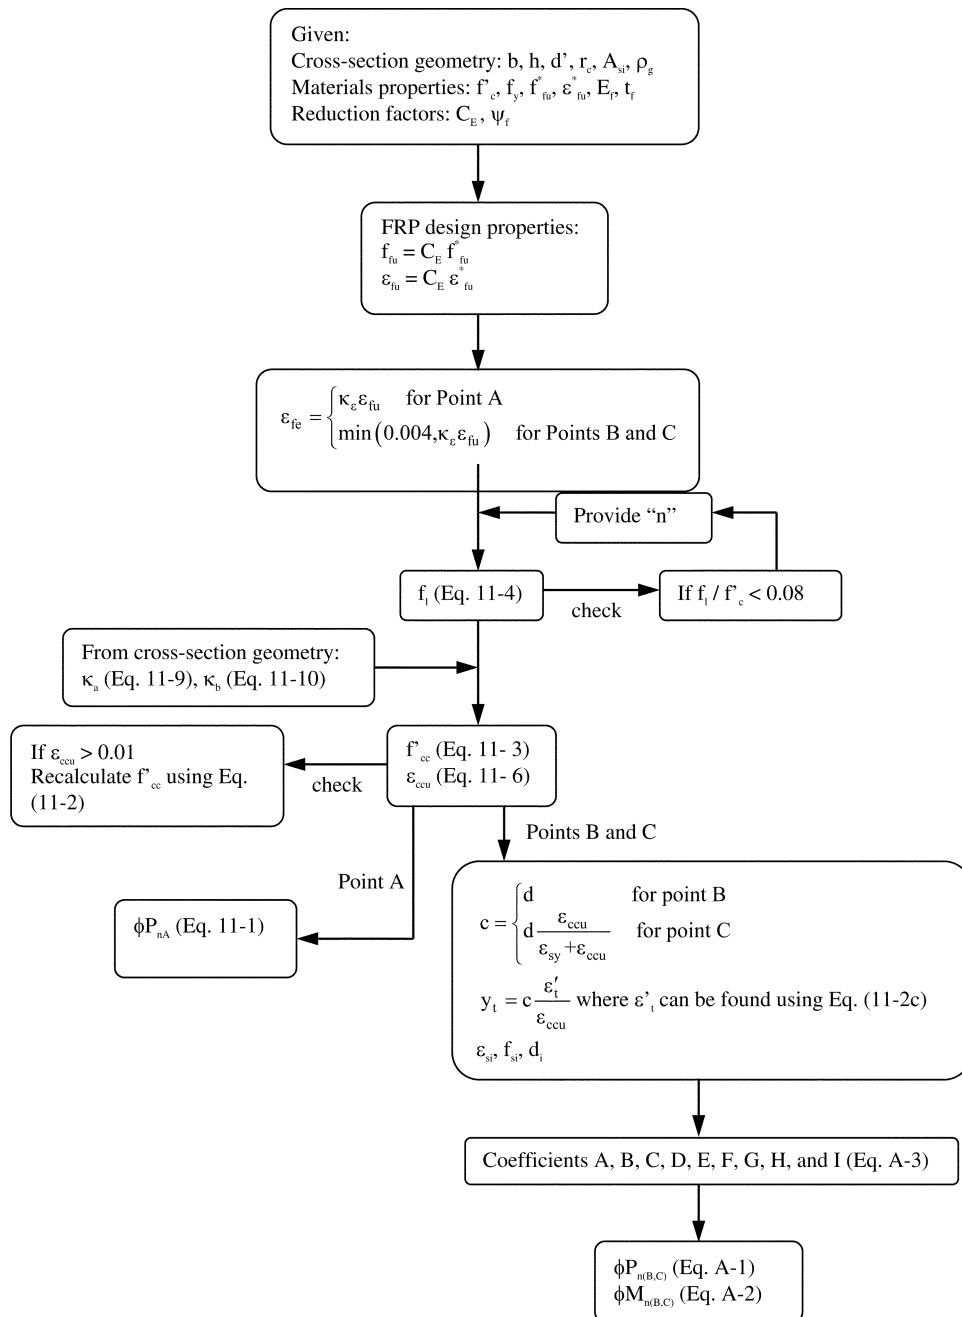 Given:
Cross-section geometry: b, h, d’, r_c, A_si, ρ_g
Materials properties: f’_c, f_y, f^*_fu, ε^*_fu, E_f, t_f
Reduction factors: C_E, ψ_f
FRP design properties:
f_fu = C_E f^*_fu
ε_fu = C_E ε^*_fu
ε_fe = { κ_ε ε_fu for Point A
min(0.004, κ_ε ε_fu) for Points B and C
Provide “n”
f_l (Eq. 11-4)
check
If f_l / f’_c < 0.08
From cross-section geometry:
κ_a (Eq. 11-9), κ_b (Eq. 11-10)
f’_cc (Eq. 11- 3)
ε_ccu (Eq. 11- 6)
check
If ε_ccu > 0.01
Recalculate f’_cc using Eq.
(11-2)
Points B and C
Point A
ϕP_nA (Eq. 11-1)
c = { d for point B
d ε_ccu / (ε_sy + ε_ccu) for point C
y_t = c ε′_t / ε_ccu where ε’_t can be found using Eq. (11-2c)
ε_si, f_si, d_i
Coefficients A, B, C, D, E, F, G, H, and I (Eq. A-3)
ϕP_n(B,C) (Eq. A-1)
ϕM_n(B,C) (Eq. A-2)